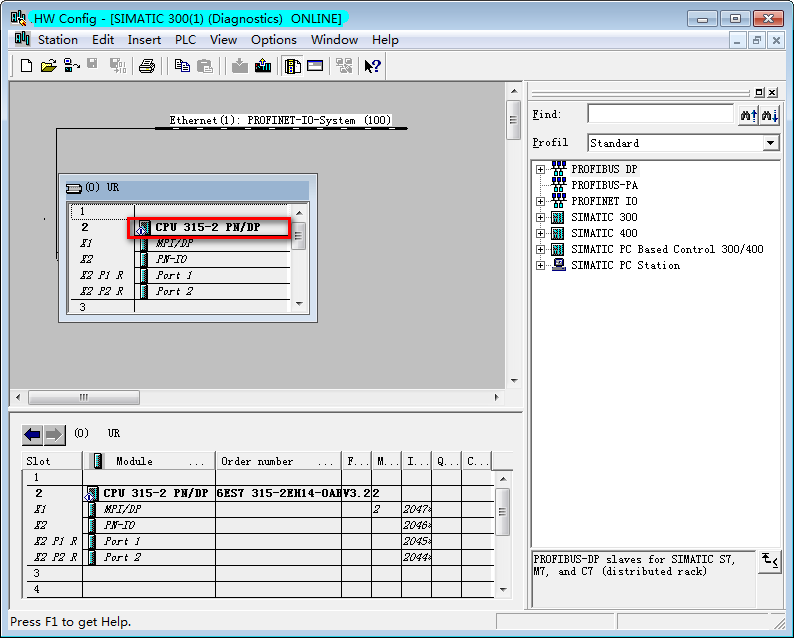 HW Config - [SIMATIC 300(1) (Diagnostics) ONLINE]
Station Edit Insert PLC View Options Window Help
Ethernet(1): PROFINET-IO-System (100)
(0) UR
1
2 CPU 315-2 PN/DP
X1 MPI/DP
X2 PN-IO
X2 P1 R Port 1
X2 P2 R Port 2
3
Find:
Profil Standard
PROFIBUS DP
PROFIBUS-PA
PROFINET IO
SIMATIC 300
SIMATIC 400
SIMATIC PC Based Control 300/400
SIMATIC PC Station
(0) UR
Slot Module ... Order number ... F... M... I... Q... C...
1
2 CPU 315-2 PN/DP 6ES7 315-2EH14-0AB V3.2 2
X1 MPI/DP 2 2047*
X2 PN-IO 2046*
X2 P1 R Port 1 2045*
X2 P2 R Port 2 2044*
3
4
PROFIBUS-DP slaves for SIMATIC S7,
M7, and C7 (distributed rack)
Press F1 to get Help.